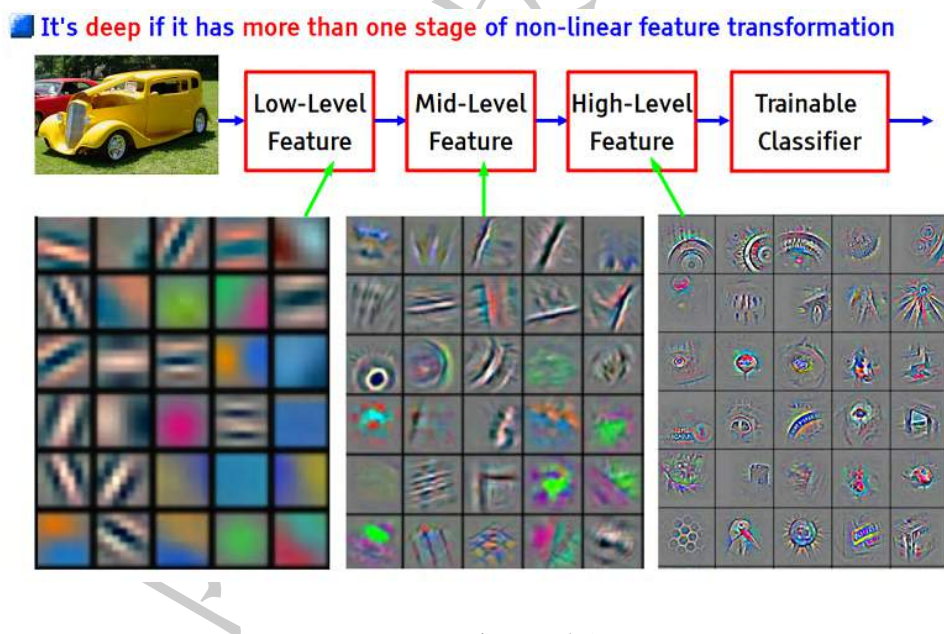 It's deep if it has more than one stage of non-linear feature transformation
Low-Level
Feature
Mid-Level
Feature
High-Level
Feature
Trainable
Classifier